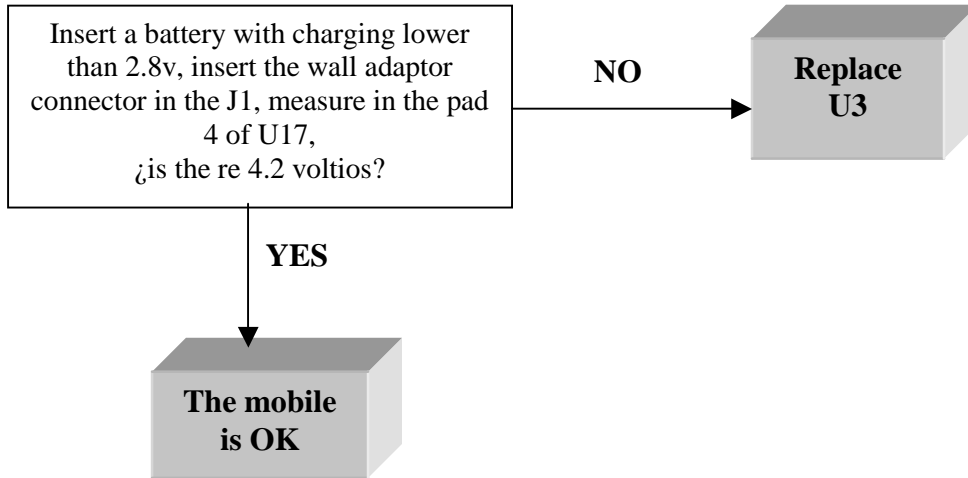 Insert a battery with charging lower
than 2.8v, insert the wall adaptor
connector in the J1, measure in the pad
4 of U17,
¿is the re 4.2 voltios?
NO
Replace
U3
YES
The mobile
is OK